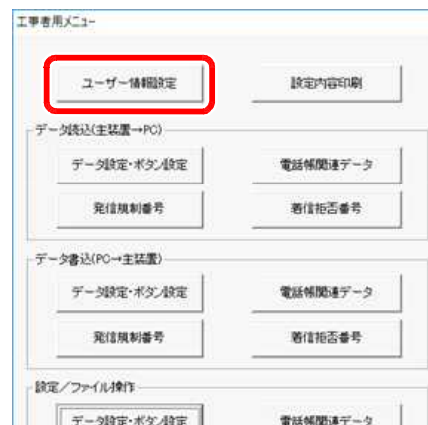 工事者用メニュー
ユーザー情報設定 設定内容印刷
データ読込(主装置→PC)
データ設定・ボタン設定 電話帳関連データ
発信規制番号 着信拒否番号
データ書込(PC→主装置)
データ設定・ボタン設定 電話帳関連データ
発信規制番号 着信拒否番号
設定／ファイル操作
データ設定・ボタン設定 電話帳関連データ